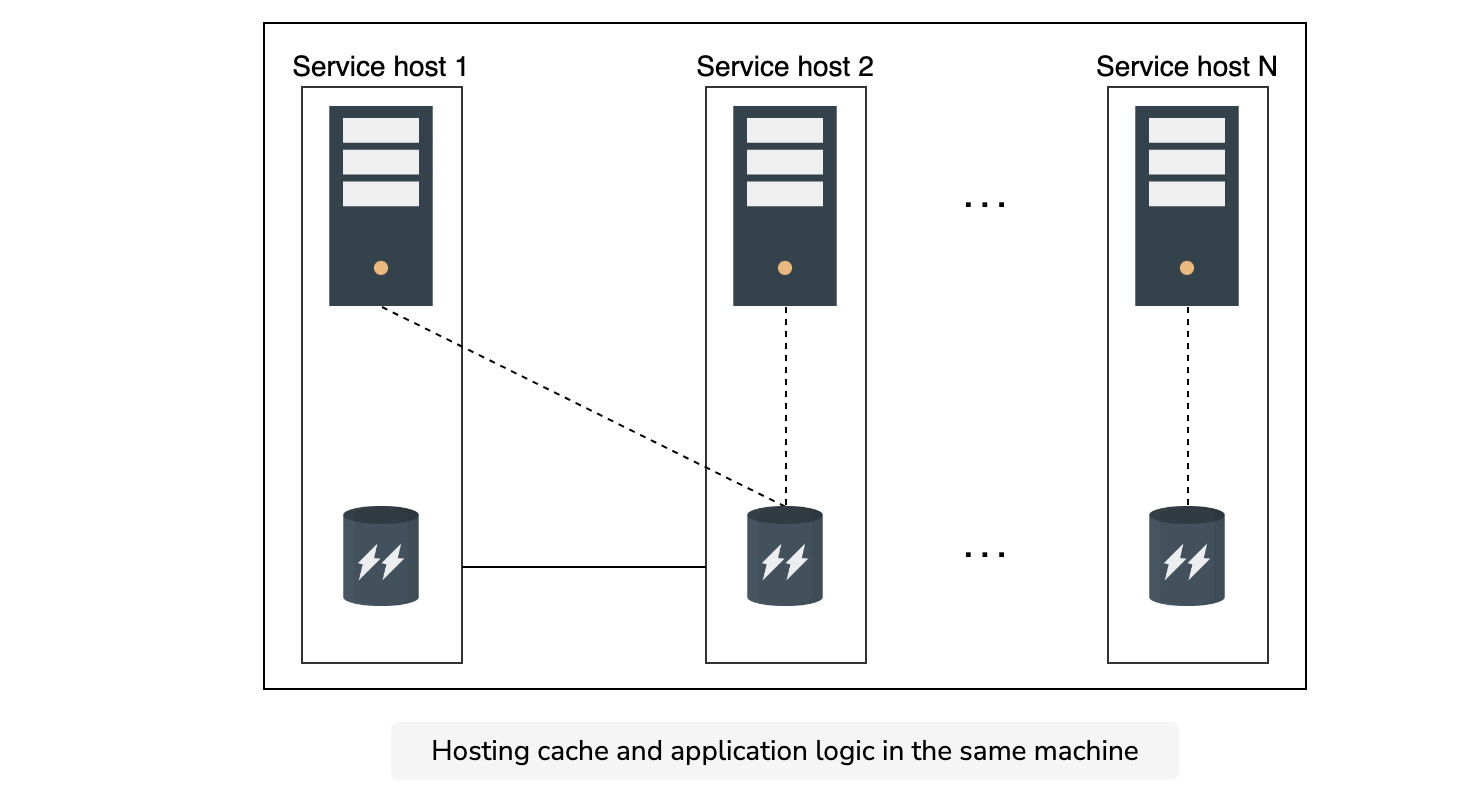 Service host 1
Service host 2
Service host N
...
...
Hosting cache and application logic in the same machine